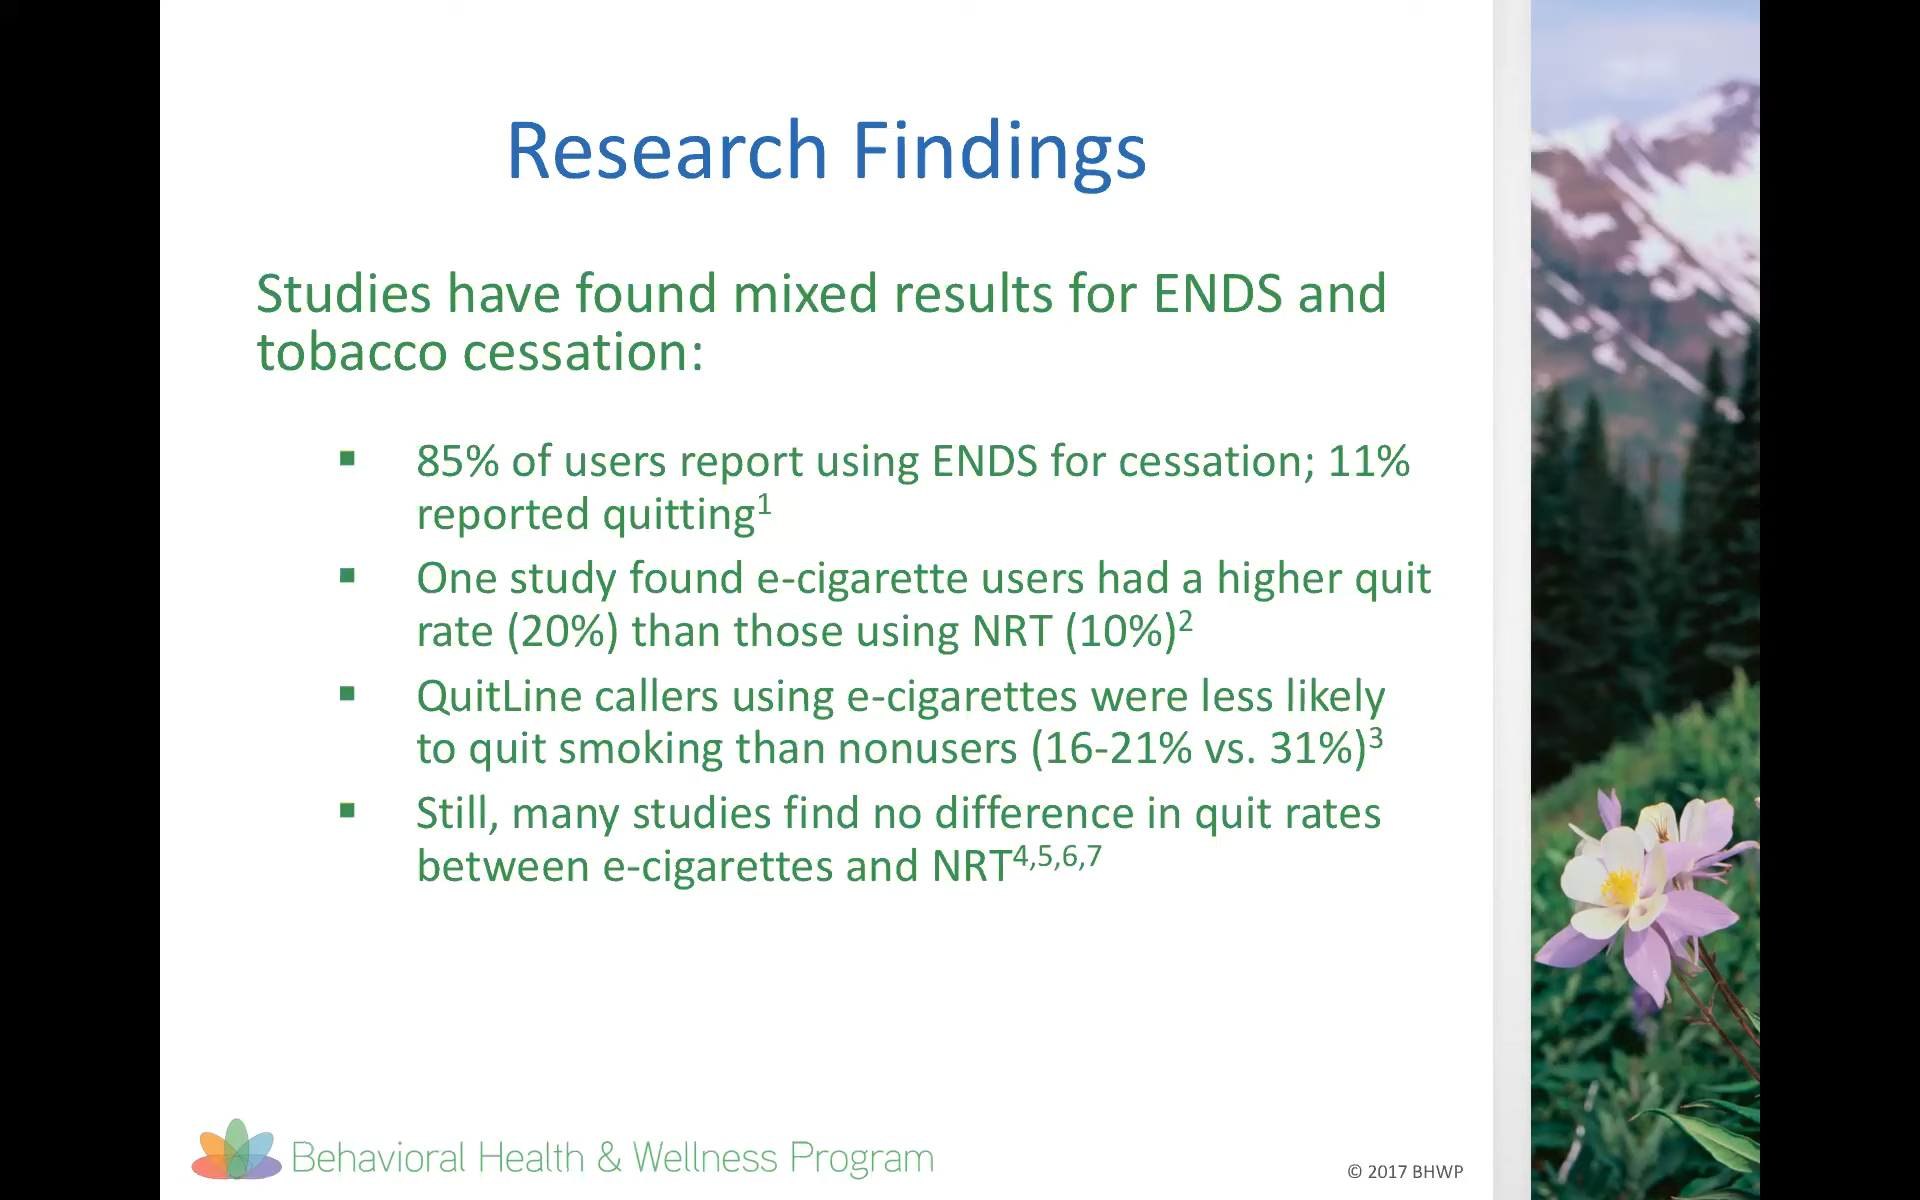 Research Findings
Studies have found mixed results for ENDS and
tobacco cessation:
▪ 85% of users report using ENDS for cessation; 11%
reported quitting¹
▪ One study found e-cigarette users had a higher quit
rate (20%) than those using NRT (10%)²
▪ QuitLine callers using e-cigarettes were less likely
to quit smoking than nonusers (16-21% vs. 31%)³
▪ Still, many studies find no difference in quit rates
between e-cigarettes and NRT⁴,⁵,⁶,⁷
Behavioral Health & Wellness Program
© 2017 BHWP